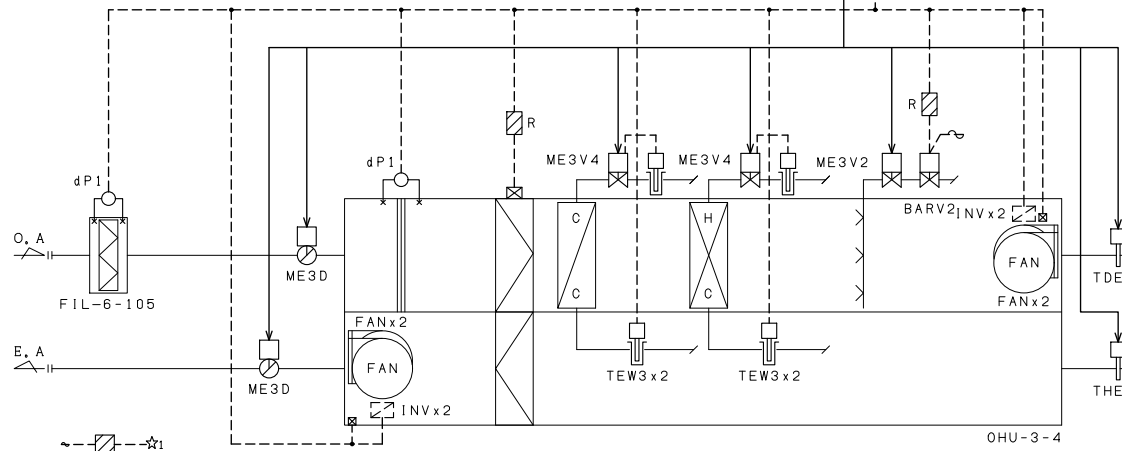 R
R
ME3V4
ME3V4
ME3V2
dP1
dP1
BARV2
INVx2
O.A
C
H
FAN
ME3D
TDE
C
C
FIL-6-105
FANx2
FANx2
E.A
FAN
TEW3x2
TEW3x2
ME3D
THE
INVx2
OHU-3-4
☆1